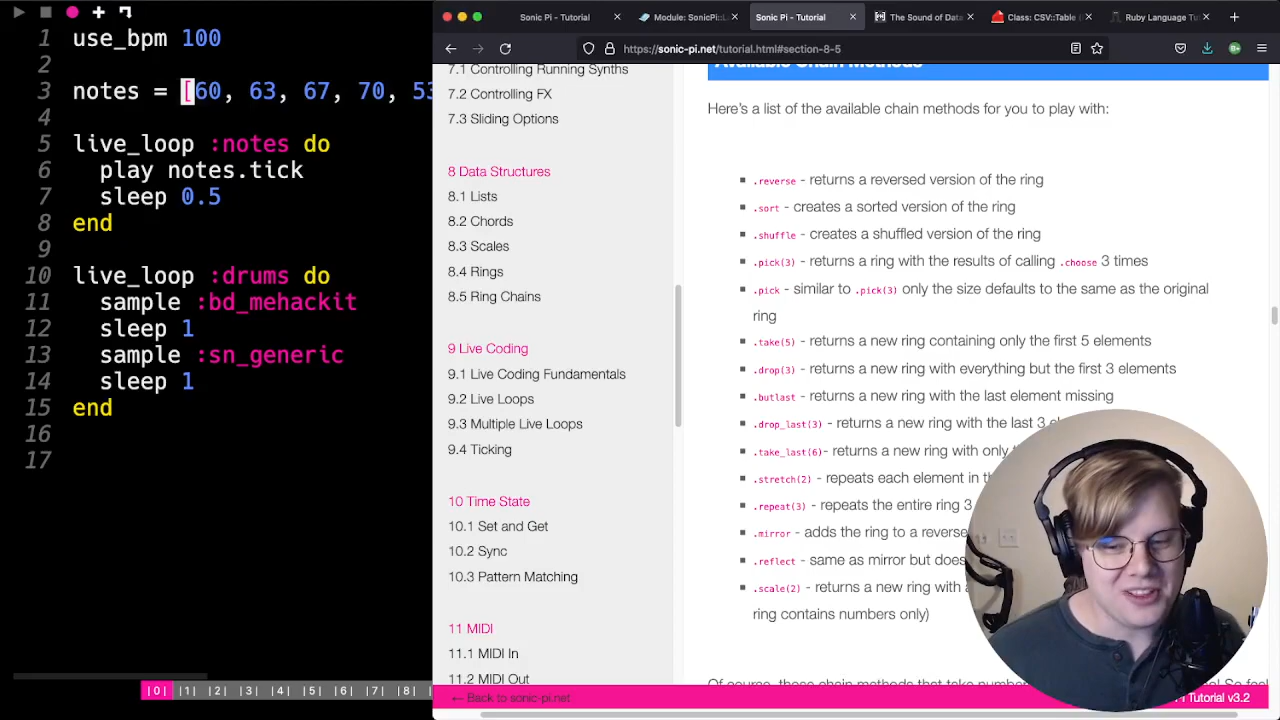 1 use_bpm 100
2
3 notes = [60, 63, 67, 70, 53
4
5 live_loop :notes do
6 play notes.tick
7 sleep 0.5
8 end
9
10 live_loop :drums do
11 sample :bd_mehackit
12 sleep 1
13 sample :sn_generic
14 sleep 1
15 end
16
17
|0| |1| |2| |3| |4| |5| |6| |7| |8|
Sonic Pi - Tutorial
Module: SonicPi::L
Sonic Pi - Tutorial
The Sound of Dat
Class: CSV::Table
Ruby Language Tu
https://sonic-pi.net/tutorial.html#section-8-5
7.1 Controlling Running Synths
7.2 Controlling FX
7.3 Sliding Options
8 Data Structures
8.1 Lists
8.2 Chords
8.3 Scales
8.4 Rings
8.5 Ring Chains
9 Live Coding
9.1 Live Coding Fundamentals
9.2 Live Loops
9.3 Multiple Live Loops
9.4 Ticking
10 Time State
10.1 Set and Get
10.2 Sync
10.3 Pattern Matching
11 MIDI
11.1 MIDI In
11.2 MIDI Out
Available Chain Methods
Here's a list of the available chain methods for you to play with:
.reverse - returns a reversed version of the ring
.sort - creates a sorted version of the ring
.shuffle - creates a shuffled version of the ring
.pick(3) - returns a ring with the results of calling .choose 3 times
.pick - similar to .pick(3) only the size defaults to the same as the original
ring
.take(5) - returns a new ring containing only the first 5 elements
.drop(3) - returns a new ring with everything but the first 3 elements
.butlast - returns a new ring with the last element missing
.drop_last(3) - returns a new ring with the last 3
.take_last(6)- returns a new ring with only
.stretch(2) - repeats each element in
.repeat(3) - repeats the entire ring 3
.mirror - adds the ring to a reverse
.reflect - same as mirror but does
.scale(2) - returns a new ring with
ring contains numbers only)
Of course, those chain methods that take
← Back to sonic-pi.net
Tutorial v3.2